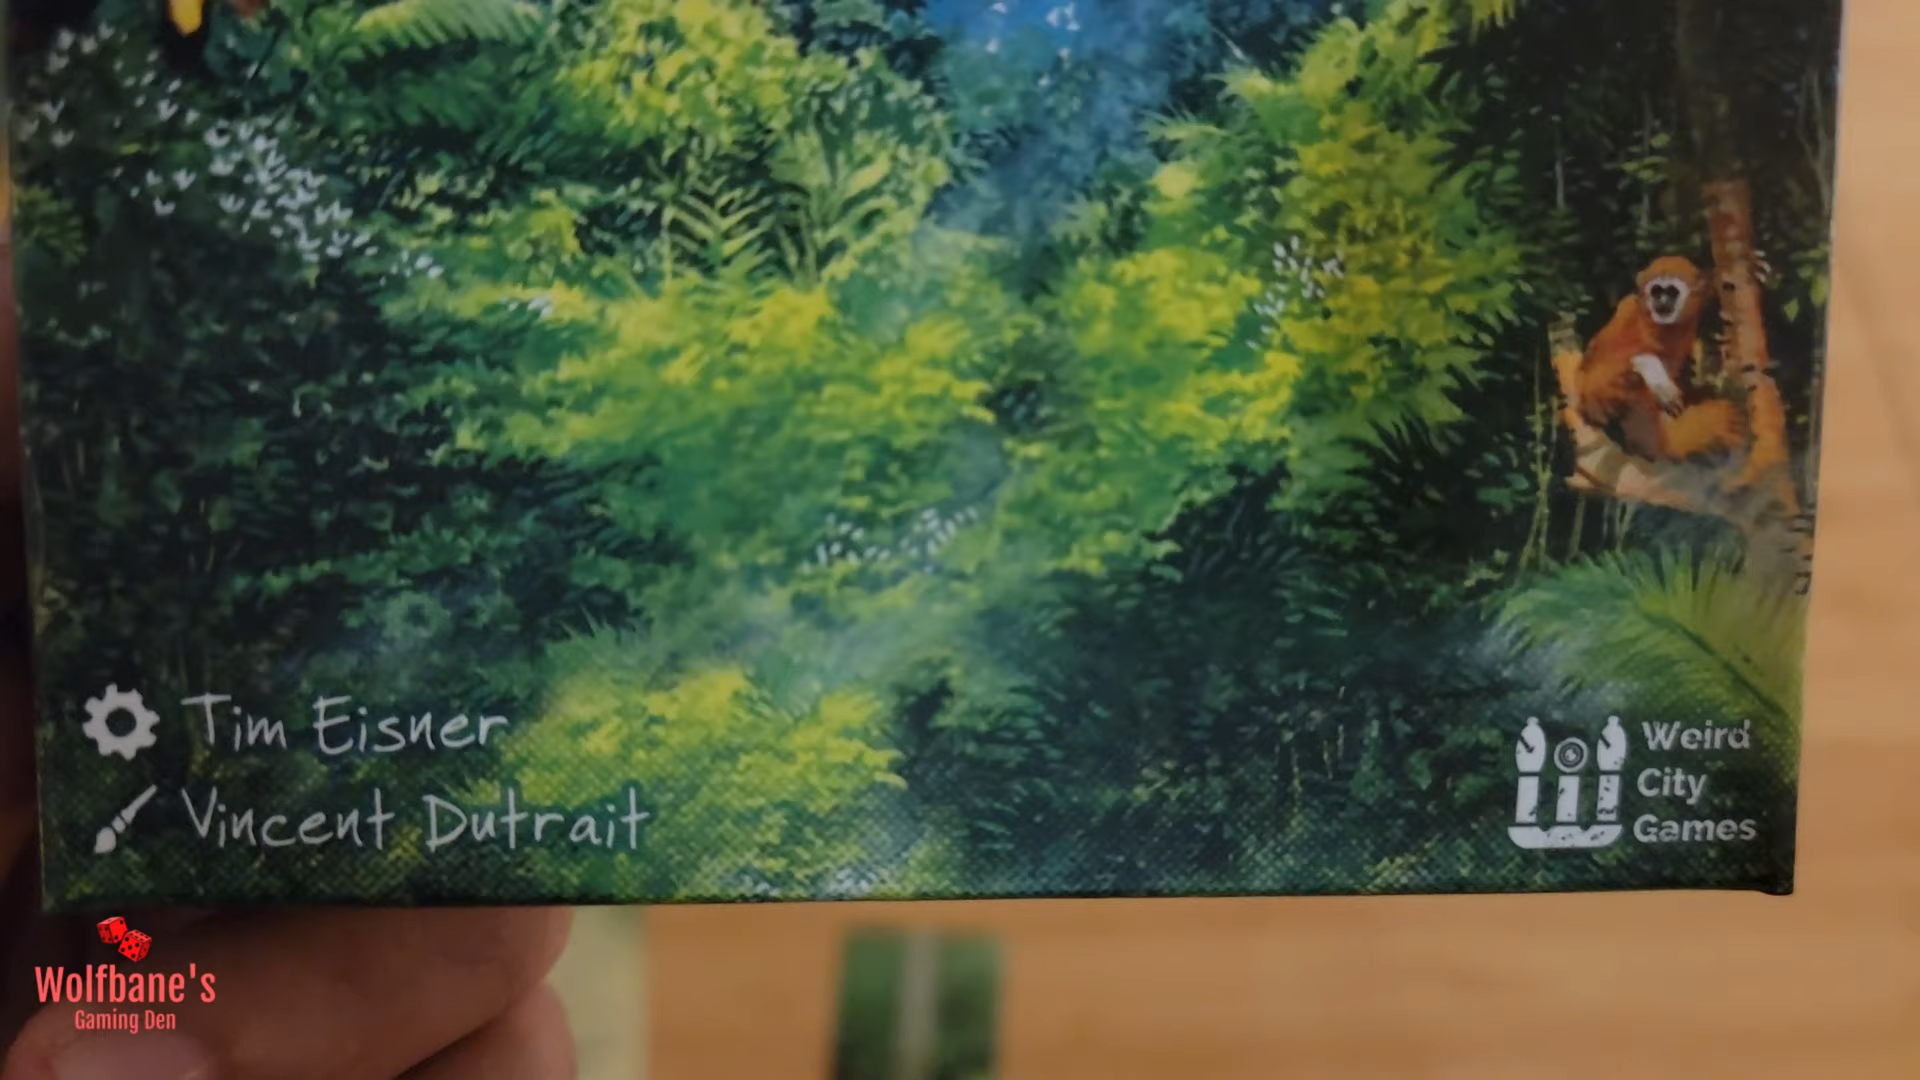 Tim Eisner
Vincent Dutrait
Weird
City
Games
Wolfbane's
Gaming Den